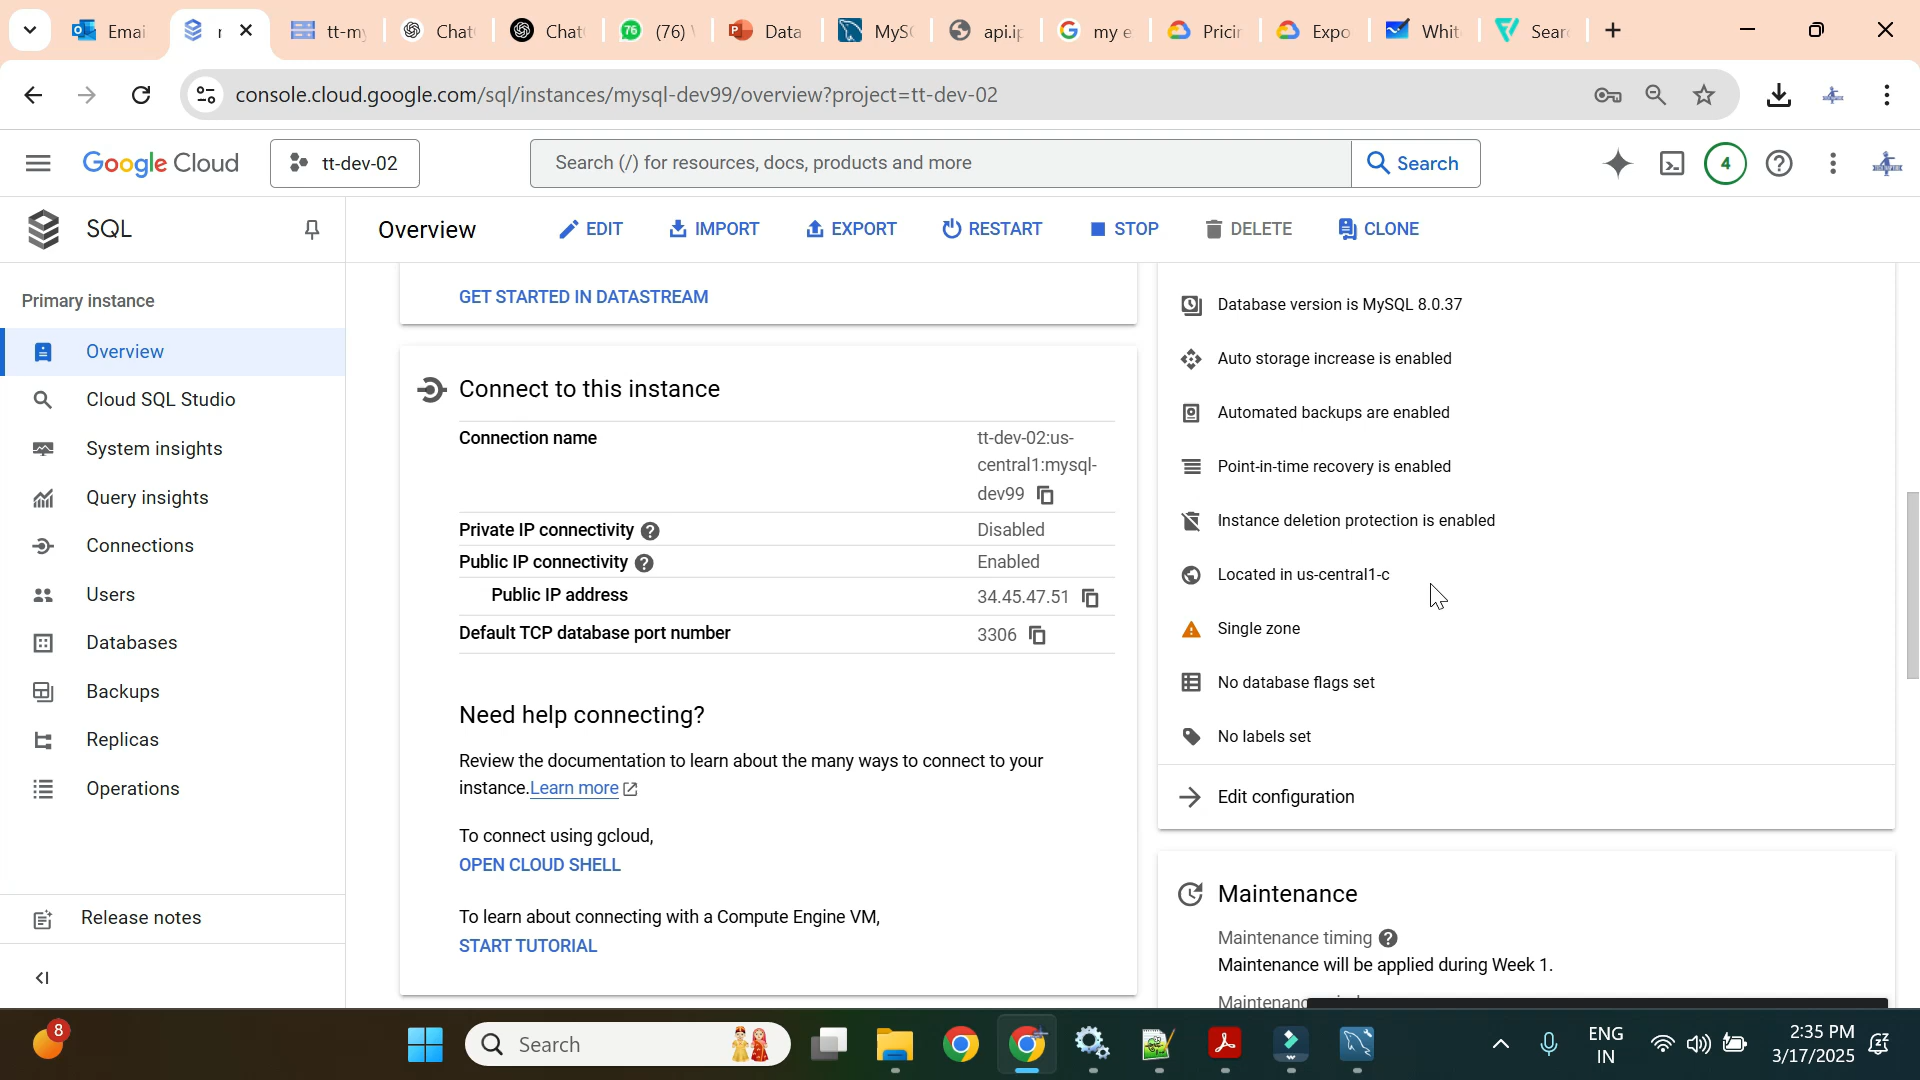 Emai
tt-my
Chat
Chat
76
(76)
Data
MySC
api.ip
my e
Pricin
Expo
Whit
Sear
console.cloud.google.com/sql/instances/mysql-dev99/overview?project=tt-dev-02
Google Cloud
tt-dev-02
Search (/) for resources, docs, products and more
Search
4
SQL
Overview
EDIT
IMPORT
EXPORT
RESTART
STOP
DELETE
CLONE
Primary instance
Overview
Cloud SQL Studio
System insights
Query insights
Connections
Users
Databases
Backups
Replicas
Operations
Release notes
GET STARTED IN DATASTREAM
Connect to this instance
Connection name
tt-dev-02:us-
central1:mysql-
dev99
Private IP connectivity
Disabled
Public IP connectivity
Enabled
Public IP address
34.45.47.51
Default TCP database port number
3306
Need help connecting?
Review the documentation to learn about the many ways to connect to your
instance.Learn more
To connect using gcloud,
OPEN CLOUD SHELL
To learn about connecting with a Compute Engine VM,
START TUTORIAL
Database version is MySQL 8.0.37
Auto storage increase is enabled
Automated backups are enabled
Point-in-time recovery is enabled
Instance deletion protection is enabled
Located in us-central1-c
Single zone
No database flags set
No labels set
Edit configuration
Maintenance
Maintenance timing
Maintenance will be applied during Week 1.
8
Search
ENG
IN
2:35 PM
3/17/2025